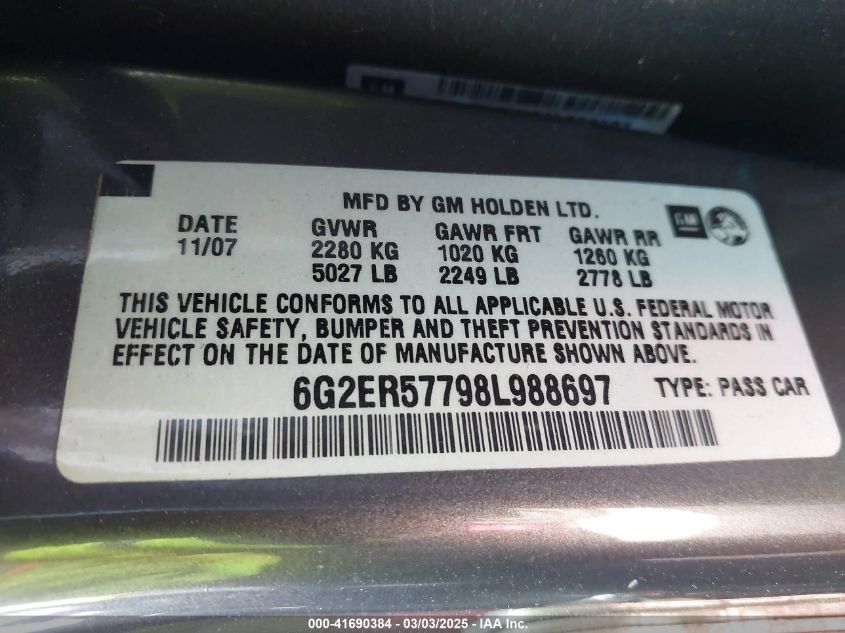 GM
MFD BY GM HOLDEN LTD.
GM
DATE GVWR GAWR FRT GAWR RR
11/07 2280 KG 1020 KG 1260 KG
5027 LB 2249 LB 2778 LB
THIS VEHICLE CONFORMS TO ALL APPLICABLE U.S. FEDERAL MOTOR
VEHICLE SAFETY, BUMPER AND THEFT PREVENTION STANDARDS IN
EFFECT ON THE DATE OF MANUFACTURE SHOWN ABOVE.
6G2ER57798L988697 TYPE: PASS CAR
000-41690384 - 03/03/2025 - IAA Inc.